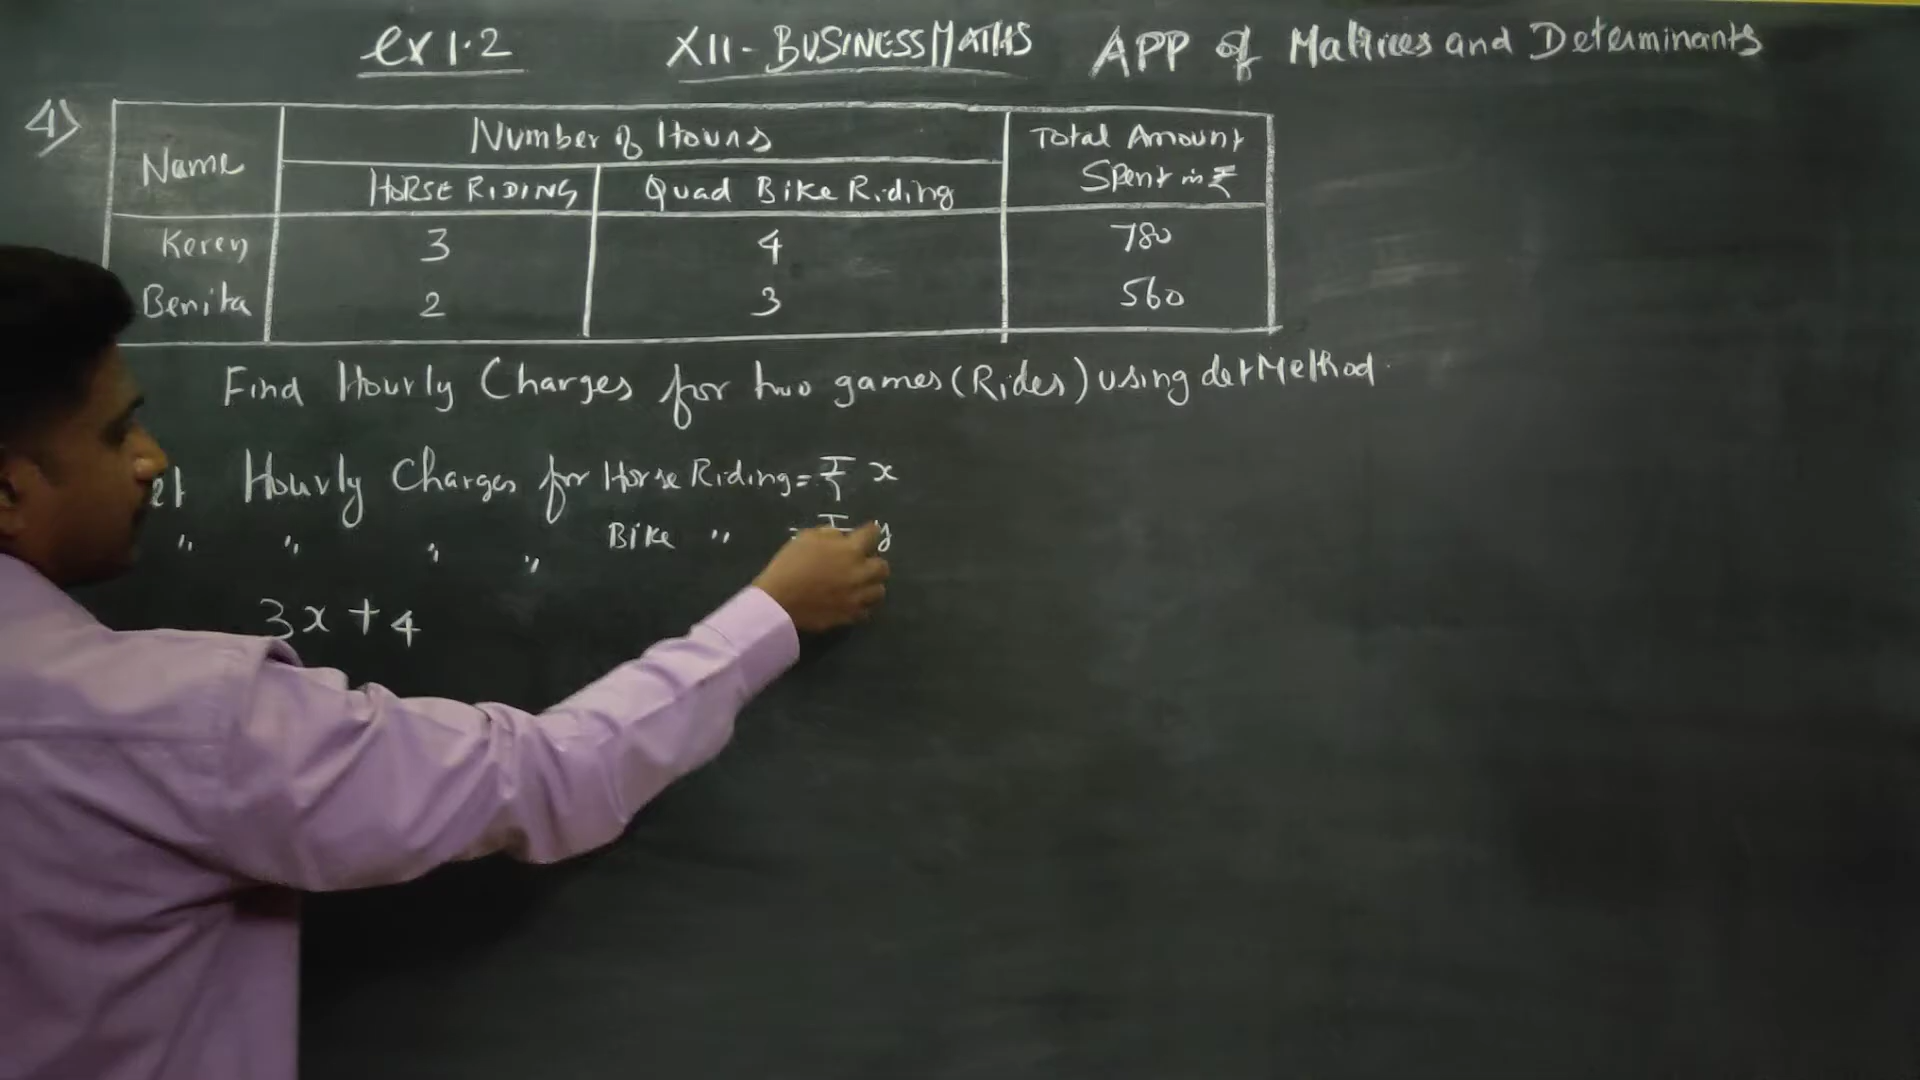 ex 1.2 XII - BUSINESS MATHS APP of Matrices and Determinants
4)
Name Number of Hours Total Amount Spent in ₹
HORSE RIDING Quad Bike Riding
Keren 3 4 780
Benita 2 3 560
Find Hourly Charges for two games (Rides) using det Method.
Hourly Charges for Horse Riding = ₹ x
" " " " Bike " = ₹ y
3x + 4